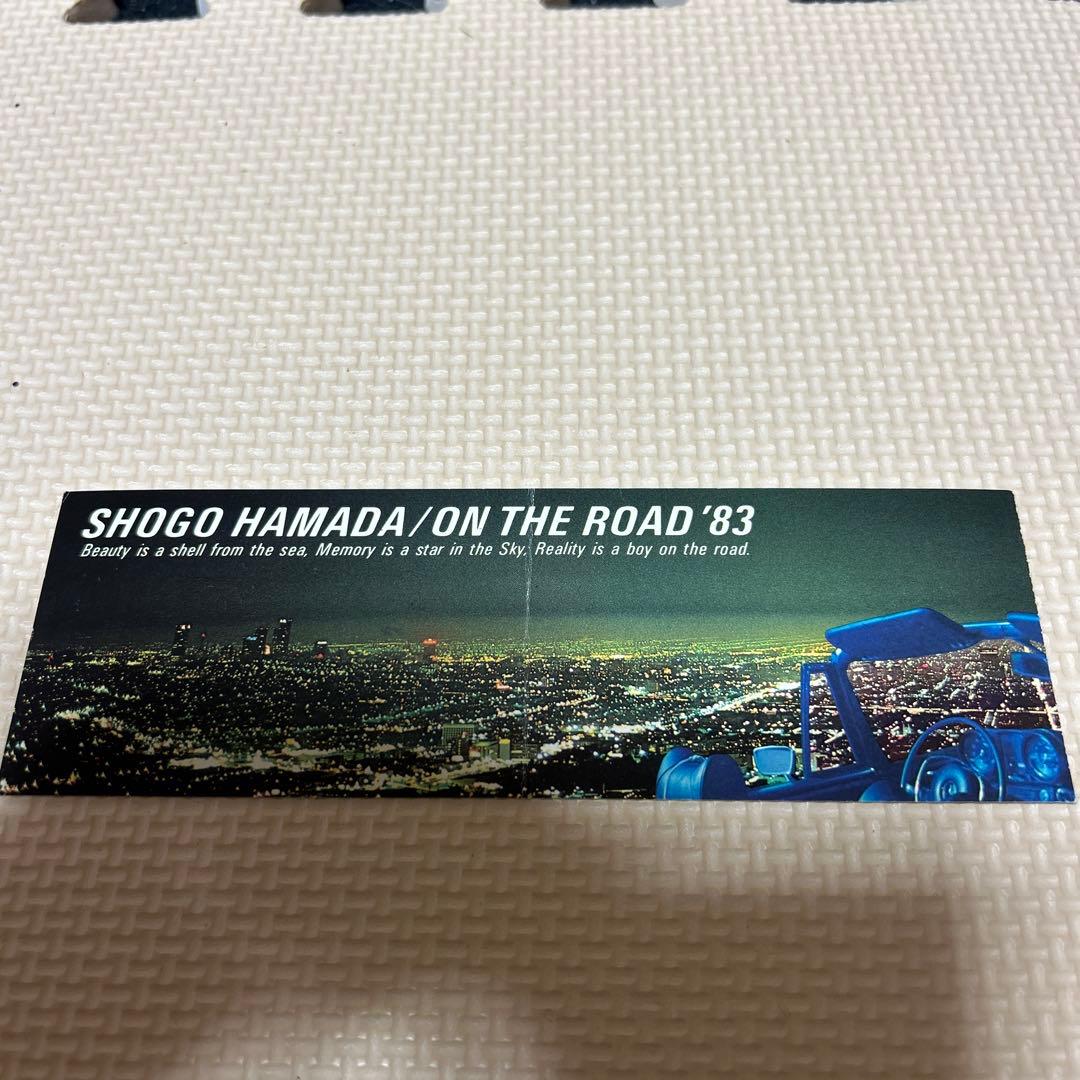 SHOGO HAMADA/ON THE ROAD '83
Beauty is a shell from the sea, Memory is a star in the Sky, Reality is a boy on the road.